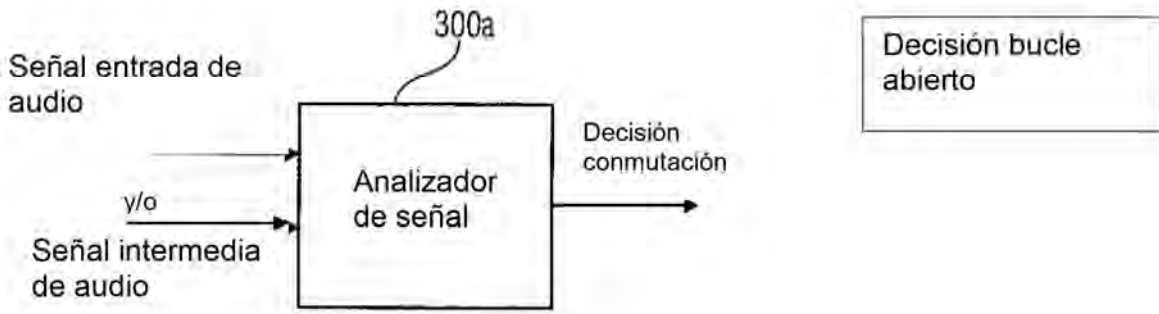 300a
Señal entrada de
audio
Decisión bucle
abierto
Decisión
conmutación
Analizador
de señal
y/o
Señal intermedia
de audio